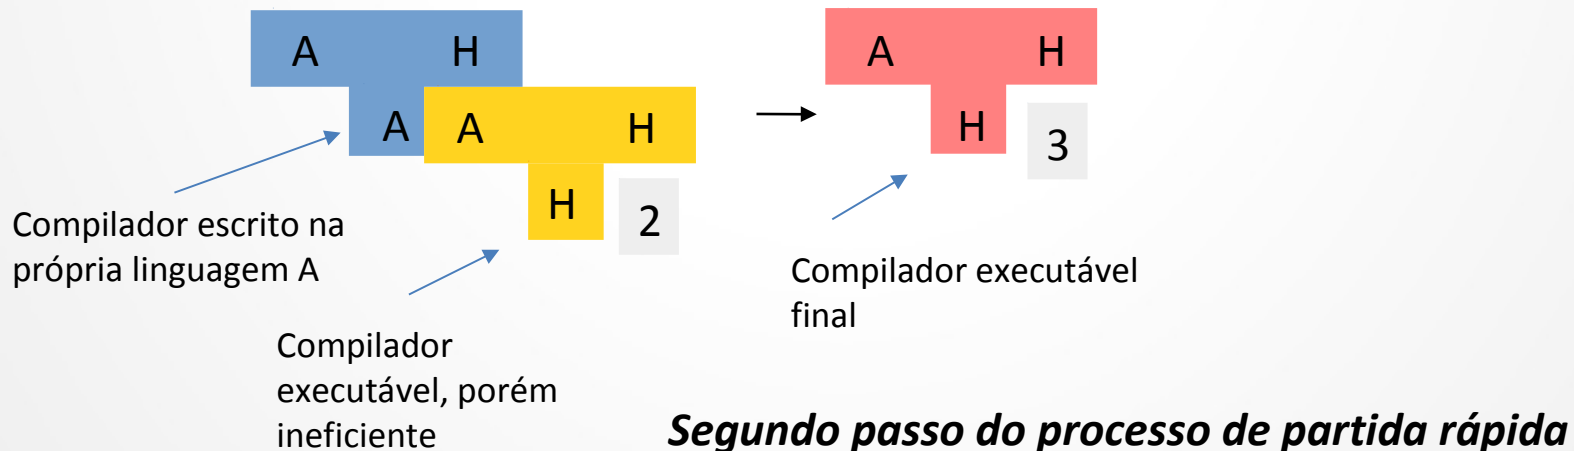 A H
A H
A A H
H 3
H 2
Compilador escrito na
própria linguagem A
Compilador executável
final
Compilador
executável, porém
ineficiente
Segundo passo do processo de partida rápida